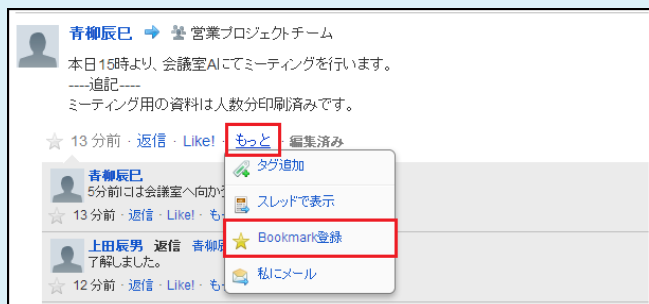 青柳辰巳 営業プロジェクトチーム
本日15時より、会議室AIこてミーティングを行います。
----追記----
ミーティング用の資料は人数分印刷済みです。
13 分前 · 返信 · Like! · もっと · 編集済み
タグ追加
スレッドで表示
Bookmark登録
私にメール
青柳辰巳
5分前には会議室へ向かう
13 分前 · 返信 · Like! · も
上田辰男 返信 青柳
了解しました。
12 分前 · 返信 · Like! · も